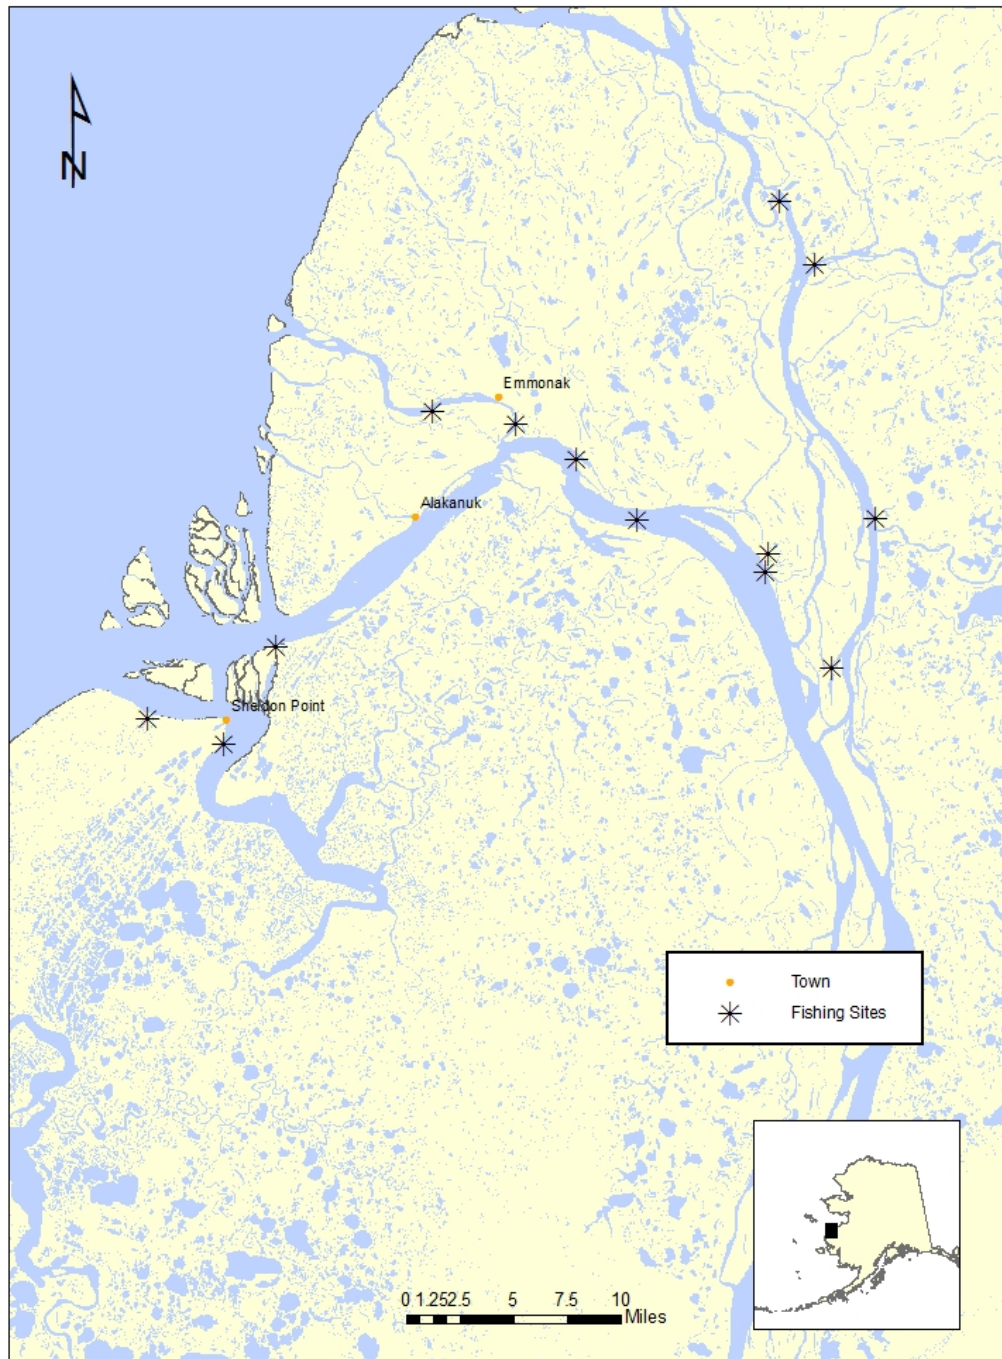 N
Emmonak
Alakanuk
Sheldon Point
Town
Fishing Sites
0 1.252.5 5 7.5 10
Miles